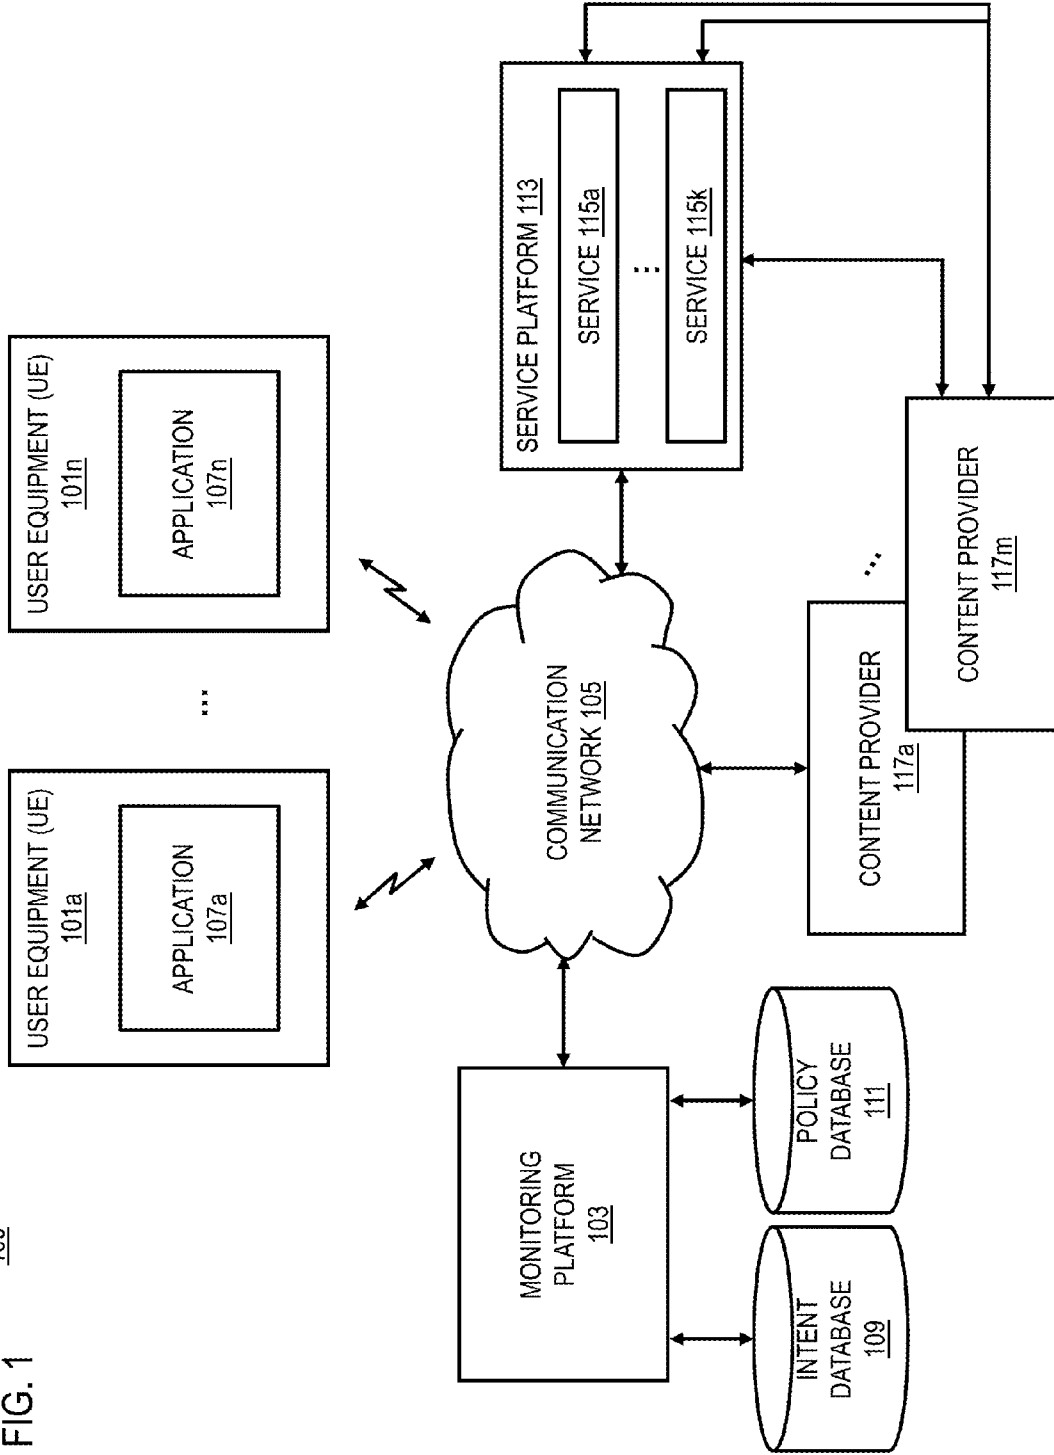 FIG. 1
USER EQUIPMENT (UE)
101a
APPLICATION
107a
...
USER EQUIPMENT (UE)
101n
APPLICATION
107n
MONITORING
PLATFORM
103
COMMUNICATION
NETWORK 105
SERVICE PLATFORM 113
SERVICE 115a
...
SERVICE 115k
INTENT
DATABASE
109
POLICY
DATABASE
111
CONTENT PROVIDER
117a
...
CONTENT PROVIDER
117m